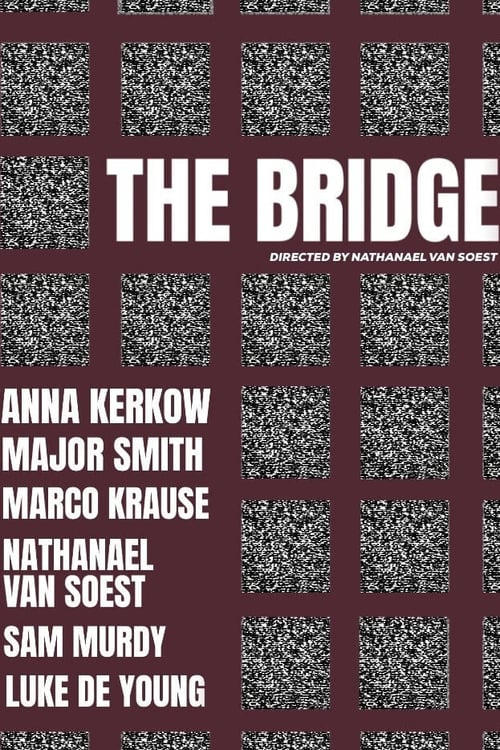 THE BRIDGE
DIRECTED BY NATHANAEL VAN SOEST
ANNA KERKOW
MAJOR SMITH
MARCO KRAUSE
NATHANAEL
VAN SOEST
SAM MURDY
LUKE DE YOUNG